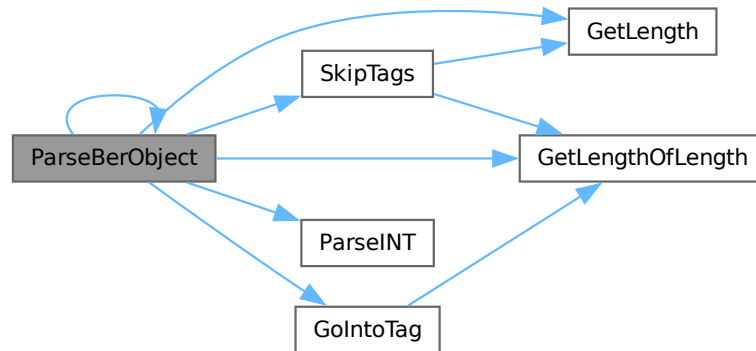 GetLength
SkipTags
ParseBerObject
GetLengthOfLength
ParseINT
GoIntoTag